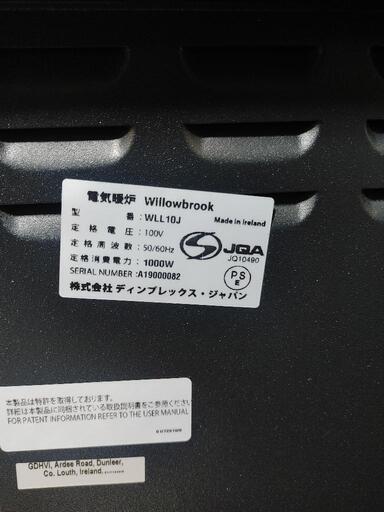 電気暖炉 Willowbrook
型 番：WLL10J
Made in Ireland
定 格 電 圧：100V
定 格 周 波 数：50/60Hz
定格消費電力：1000W
SERIAL NUMBER :A19000082
JQA
JQ10490
PS
E
株式会社 ディンプレックス・ジャパン
本製品は特許を取得しております。
詳細は本製品に同梱されている取扱説明書をご参照下さい
FOR PATENT INFORMATION REFER TO THE USER MANUAL
GDHVI, Ardee Road, Dunleer,
Co. Louth, Ireland.